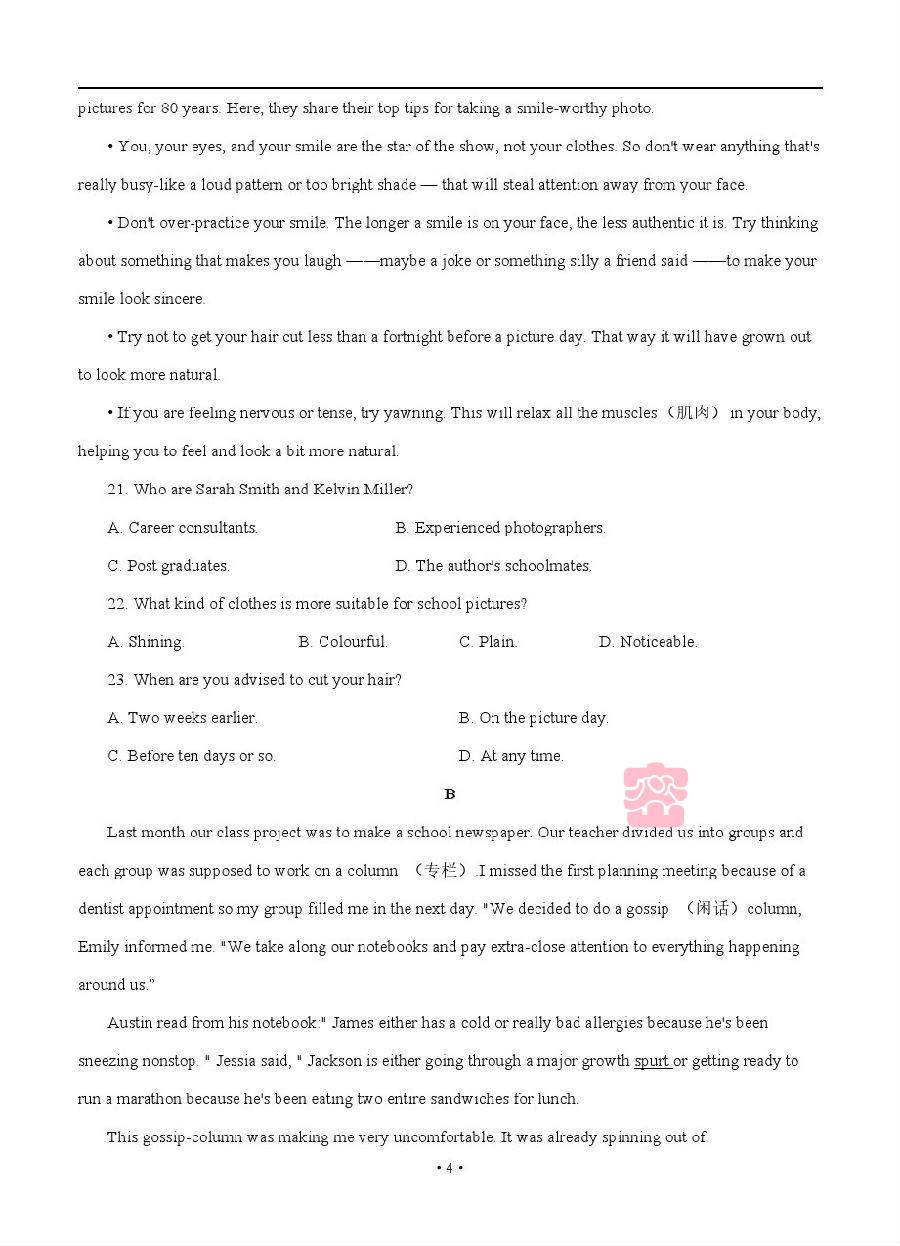 pictures for 80 years. Here, they share their top tips for taking a smile-worthy photo.
• You, your eyes, and your smile are the star of the show, not your clothes. So don't wear anything that's
really busy-like a loud pattern or too bright shade — that will steal attention away from your face.
• Don't over-practice your smile. The longer a smile is on your face, the less authentic it is. Try thinking
about something that makes you laugh ——maybe a joke or something silly a friend said ——to make your
smile look sincere.
• Try not to get your hair cut less than a fortnight before a picture day. That way it will have grown out
to look more natural.
• If you are feeling nervous or tense, try yawning. This will relax all the muscles（肌肉） in your body,
helping you to feel and look a bit more natural.
21. Who are Sarah Smith and Kelvin Miller?
A. Career consultants. B. Experienced photographers.
C. Post graduates. D. The author's schoolmates.
22. What kind of clothes is more suitable for school pictures?
A. Shining. B. Colourful. C. Plain. D. Noticeable.
23. When are you advised to cut your hair?
A. Two weeks earlier. B. On the picture day.
C. Before ten days or so. D. At any time.
B
Last month our class project was to make a school newspaper. Our teacher divided us into groups and
each group was supposed to work on a column （专栏）.I missed the first planning meeting because of a
dentist appointment so my group filled me in the next day. "We decided to do a gossip （闲话）column,
Emily informed me. "We take along our notebooks and pay extra-close attention to everything happening
around us."
Austin read from his notebook:" James either has a cold or really bad allergies because he's been
sneezing nonstop. " Jessia said, " Jackson is either going through a major growth spurt or getting ready to
run a marathon because he's been eating two entire sandwiches for lunch.
This gossip-column was making me very uncomfortable. It was already spinning out of
• 4 •